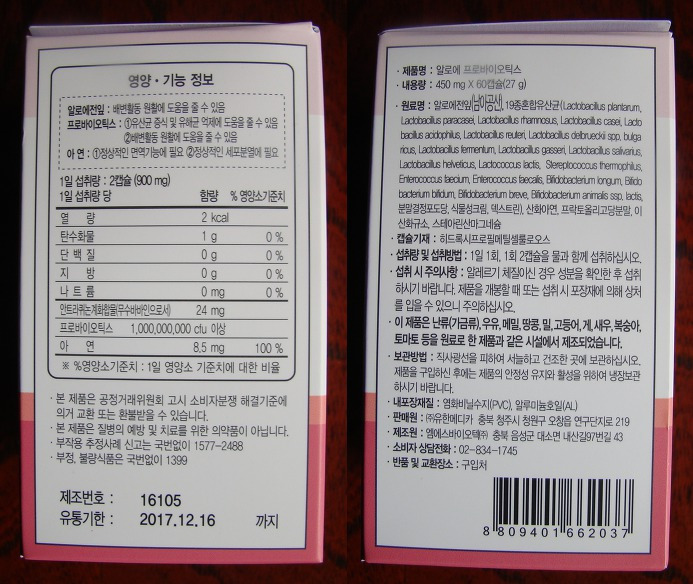 영양·기능 정보
알로에전잎 : 배변활동 원활에 도움을 줄 수 있음
프로바이오틱스 : ①유산균 증식 및 유해균 억제에 도움을 줄 수 있음
②배변활동 원활에 도움을 줄 수 있음
아 연 : ①정상적인 면역기능에 필요 ②정상적인 세포분열에 필요
1일 섭취량 : 2캡슐 (900 mg)
1일 섭취량 당 함량 % 영양소기준치
열 량 2 kcal
탄수화물 1 g 0 %
단 백 질 0 g 0 %
지 방 0 g 0 %
나 트 륨 0 mg 0 %
안트라퀴논계화합물(무수바바인으로서) 24 mg
프로바이오틱스 1,000,000,000 cfu 이상
아 연 8.5 mg 100 %
※ %영양소기준치 : 1일 영양소 기준치에 대한 비율
· 본 제품은 공정거래위원회 고시 소비자분쟁 해결기준에
의거 교환 또는 환불받을 수 있습니다.
· 본 제품은 질병의 예방 및 치료를 위한 의약품이 아닙니다.
· 부작용 추정사례 신고는 국번없이 1577-2488
· 부정, 불량식품은 국번없이 1399
제조번호 : 16105
유통기한 : 2017.12.16 까지
· 제품명 : 알로에 프로바이오틱스
· 내용량 : 450 mg X 60캡슐(27 g)
· 원료명 : 알로에전잎(남아공산), 19종혼합유산균(Lactobacillus plantarum,
Lactobacillus paracasei, Lactobacillus rhamnosus, Lactobacillus casei, Lacto
bacillus acidophilus, Lactobacillus reuteri, Lactobacillus delbrueckii spp, bulga
ricus, Lactobacillus fermentum, Lactobacillus gasseri, Lactobacillus salivarius,
Lactobacillus helveticus, Lactococcus lactis, Stereptococcus thermophilus,
Enterococcus faecium, Enterococcus faecalis, Bifidobacterium longum, Bifido
bacterium bifidum, Bifidobacterium breve, Bifidobacterium animalis ssp, lactis,
분말결정포도당, 식물성크림, 덱스트린), 산화아연, 프락토올리고당분말, 이
산화규소, 스테아린산마그네슘
· 캡슐기재 : 히드록시프로필메틸셀룰로오스
· 섭취량 및 섭취방법 : 1일 1회, 1회 2캡슐을 물과 함께 섭취하십시오.
· 섭취 시 주의사항 : 알레르기 체질이신 경우 성분을 확인한 후 섭취
하시기 바랍니다. 제품을 개봉할 때 또는 섭취 시 포장재에 의해 상처
를 입을 수 있으니 주의하십시오.
· 이 제품은 난류(가금류), 우유, 메밀, 땅콩, 밀, 고등어, 게, 새우, 복숭아,
토마토 등을 원료로 한 제품과 같은 시설에서 제조되었습니다.
· 보관방법 : 직사광선을 피하여 서늘하고 건조한 곳에 보관하십시오.
제품을 구입하신 후에는 제품의 안정성 유지와 활성을 위하여 냉장보관
하시기 바랍니다.
· 내포장재질 : 염화비닐수지(PVC), 알루미늄호일(AL)
· 판매원 : ㈜유한메디카 충북 청주시 청원구 오창읍 연구단지로 219
· 제조원 : 엠에스바이오텍㈜ 충북 음성군 대소면 내산길97번길 43
· 소비자 상담전화 : 02-834-1745
· 반품 및 교환장소 : 구입처
8 809401 662037